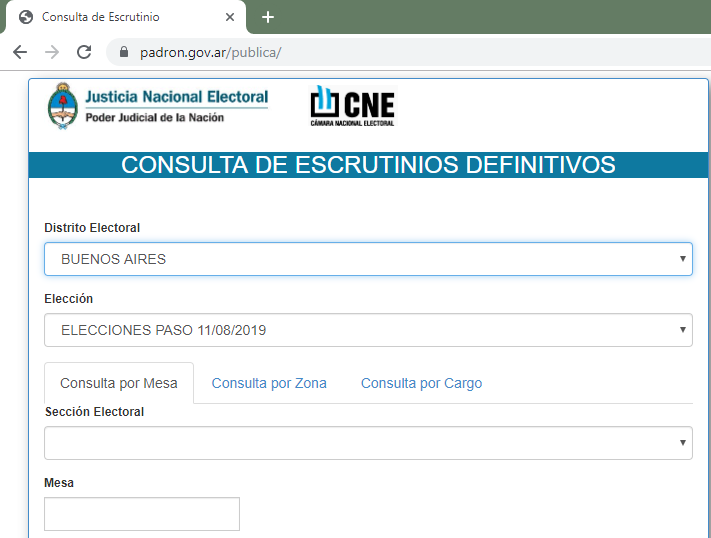 Consulta de Escrutinio
padron.gov.ar/publica/
Justicia Nacional Electoral
Poder Judicial de la Nación
CNE
CÁMARA NACIONAL ELECTORAL
CONSULTA DE ESCRUTINIOS DEFINITIVOS
Distrito Electoral
BUENOS AIRES
Elección
ELECCIONES PASO 11/08/2019
Consulta por Mesa Consulta por Zona Consulta por Cargo
Sección Electoral
Mesa